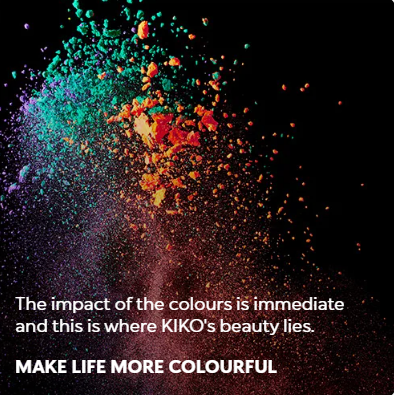 The impact of the colours is immediate
and this is where KIKO's beauty lies.
MAKE LIFE MORE COLOURFUL